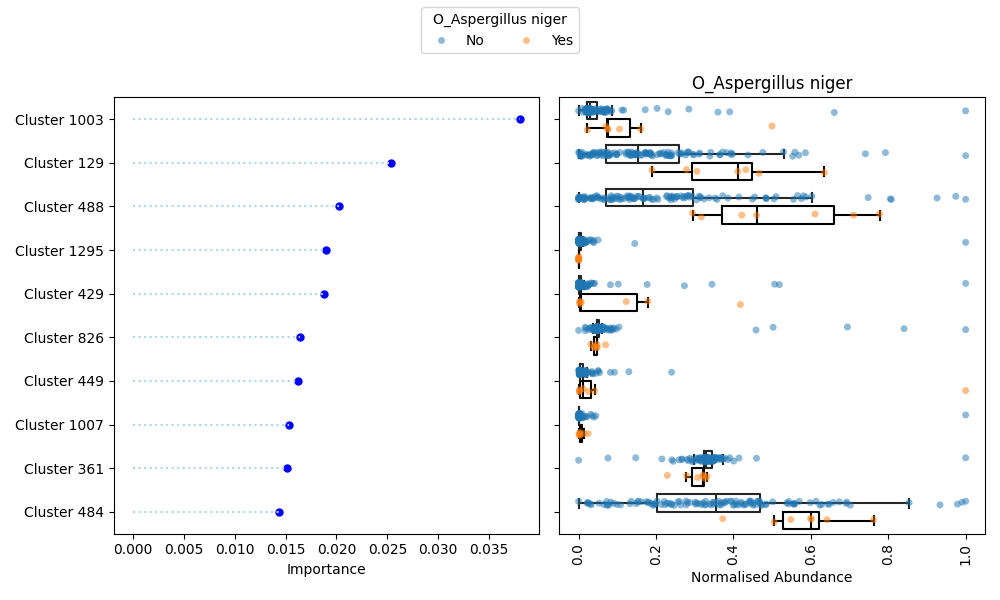 O_Aspergillus niger
No Yes
O_Aspergillus niger
Cluster 1003
Cluster 129
Cluster 488
Cluster 1295
Cluster 429
Cluster 826
Cluster 449
Cluster 1007
Cluster 361
Cluster 484
0.000 0.005 0.010 0.015 0.020 0.025 0.030 0.035
Importance
0.0 0.2 0.4 0.6 0.8 1.0
Normalised Abundance